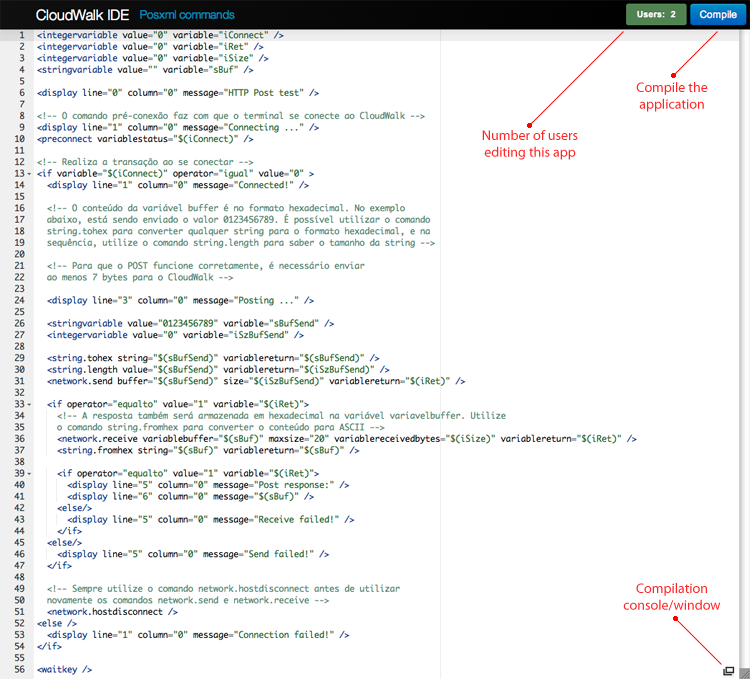 CloudWalk IDE Posxml commands Users: 2 Compile
1 <integervariable value="0" variable="iConnect" />
2 <integervariable value="0" variable="iRet" />
3 <integervariable value="0" variable="iSize" />
4 <stringvariable value="" variable="sBuf" />
5
6 <display line="0" column="0" message="HTTP Post test" />
7
8 <!-- O comando pré-conexão faz com que o terminal se conecte ao CloudWalk -->
9 <display line="1" column="0" message="Connecting ..." />
10 <preconnect variablestatus="$(iConnect)" />
11
12 <!-- Realiza a transação ao se conectar -->
13 <if variable="$(iConnect)" operator="igual" value="0" >
14 <display line="1" column="0" message="Connected!" />
15
16 <!-- O conteúdo da variável buffer é no formato hexadecimal. No exemplo
17 abaixo, está sendo enviado o valor 0123456789. É possível utilizar o comando
18 string.tohex para converter qualquer string para o formato hexadecimal, e na
19 sequência, utilize o comando string.length para saber o tamanho da string -->
20
21 <!-- Para que o POST funcione corretamente, é necessário enviar
22 ao menos 7 bytes para o CloudWalk -->
23
24 <display line="3" column="0" message="Posting ..." />
25
26 <stringvariable value="0123456789" variable="sBufSend" />
27 <integervariable value="0" variable="iSzBufSend" />
28
29 <string.tohex string="$(sBufSend)" variablereturn="$(sBufSend)" />
30 <string.length value="$(sBufSend)" variablereturn="$(iSzBufSend)" />
31 <network.send buffer="$(sBufSend)" size="$(iSzBufSend)" variablereturn="$(iRet)" />
32
33 <if operator="equalto" value="1" variable="$(iRet)">
34 <!-- A resposta também será armazenada em hexadecimal na variável variavelbuffer. Utilize
35 o comando string.fromhex para converter o conteúdo para ASCII -->
36 <network.receive variablebuffer="$(sBuf)" maxsize="20" variablereceivedbytes="$(iSize)" variablereturn="$(iRet)" />
37 <string.fromhex string="$(sBuf)" variablereturn="$(sBuf)" />
38
39 <if operator="equalto" value="1" variable="$(iRet)">
40 <display line="5" column="0" message="Post response:" />
41 <display line="6" column="0" message="$(sBuf)" />
42 <else/>
43 <display line="5" column="0" message="Receive failed!" />
44 </if>
45 <else/>
46 <display line="5" column="0" message="Send failed!" />
47 </if>
48
49 <!-- Sempre utilize o comando network.hostdisconnect antes de utilizar
50 novamente os comandos network.send e network.receive -->
51 <network.hostdisconnect />
52 <else />
53 <display line="1" column="0" message="Connection failed!" />
54 </if>
55
56 <waitkey />
Compile the
application
Number of users
editing this app
Compilation
console/window